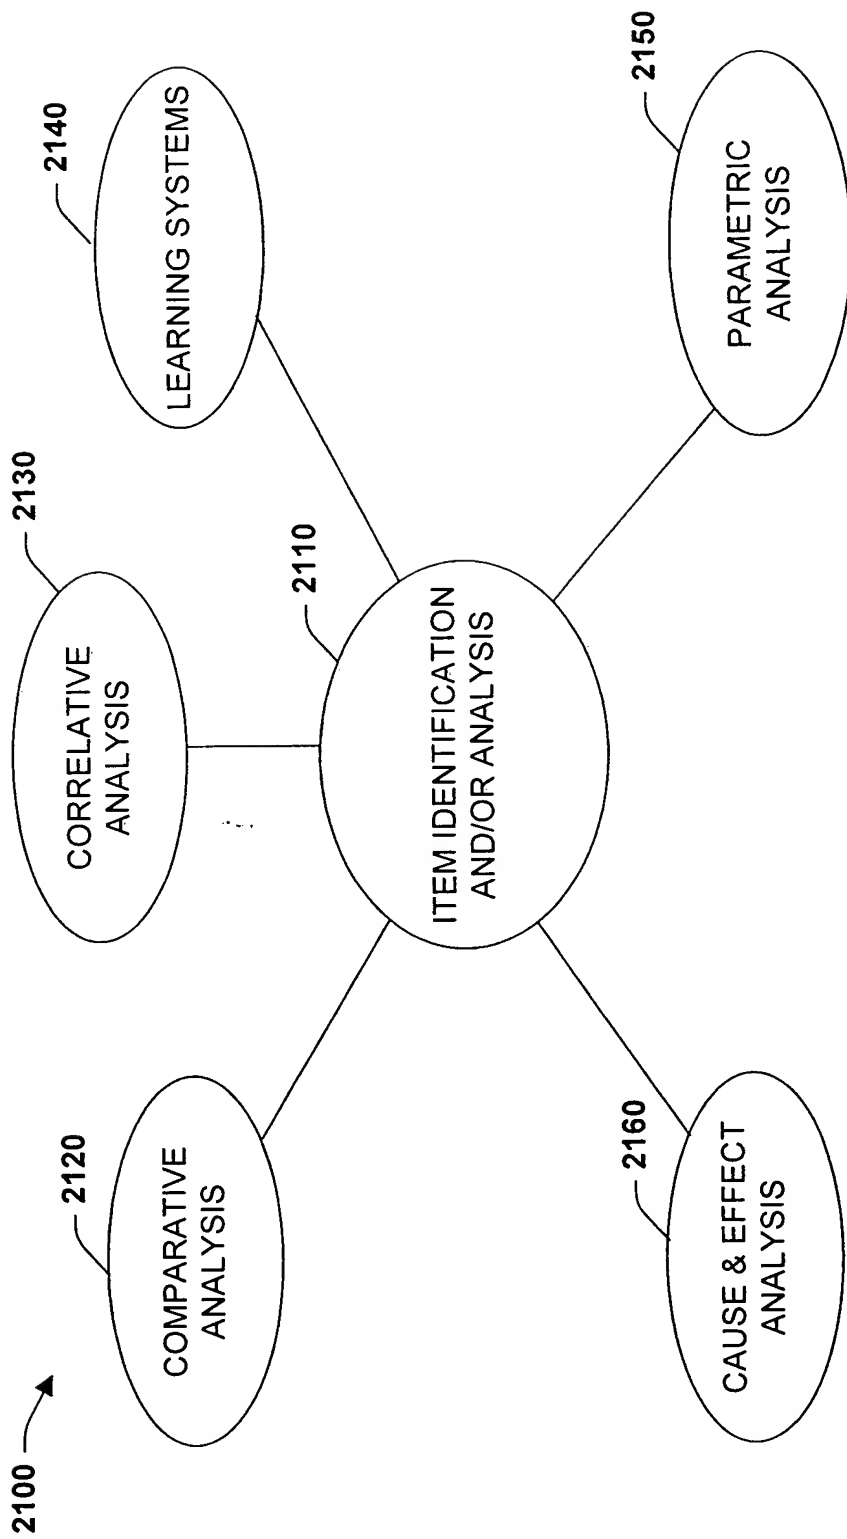 2100
2120
COMPARATIVE
ANALYSIS
2130
CORRELATIVE
ANALYSIS
2140
LEARNING SYSTEMS
2110
ITEM IDENTIFICATION
AND/OR ANALYSIS
2160
CAUSE & EFFECT
ANALYSIS
2150
PARAMETRIC
ANALYSIS